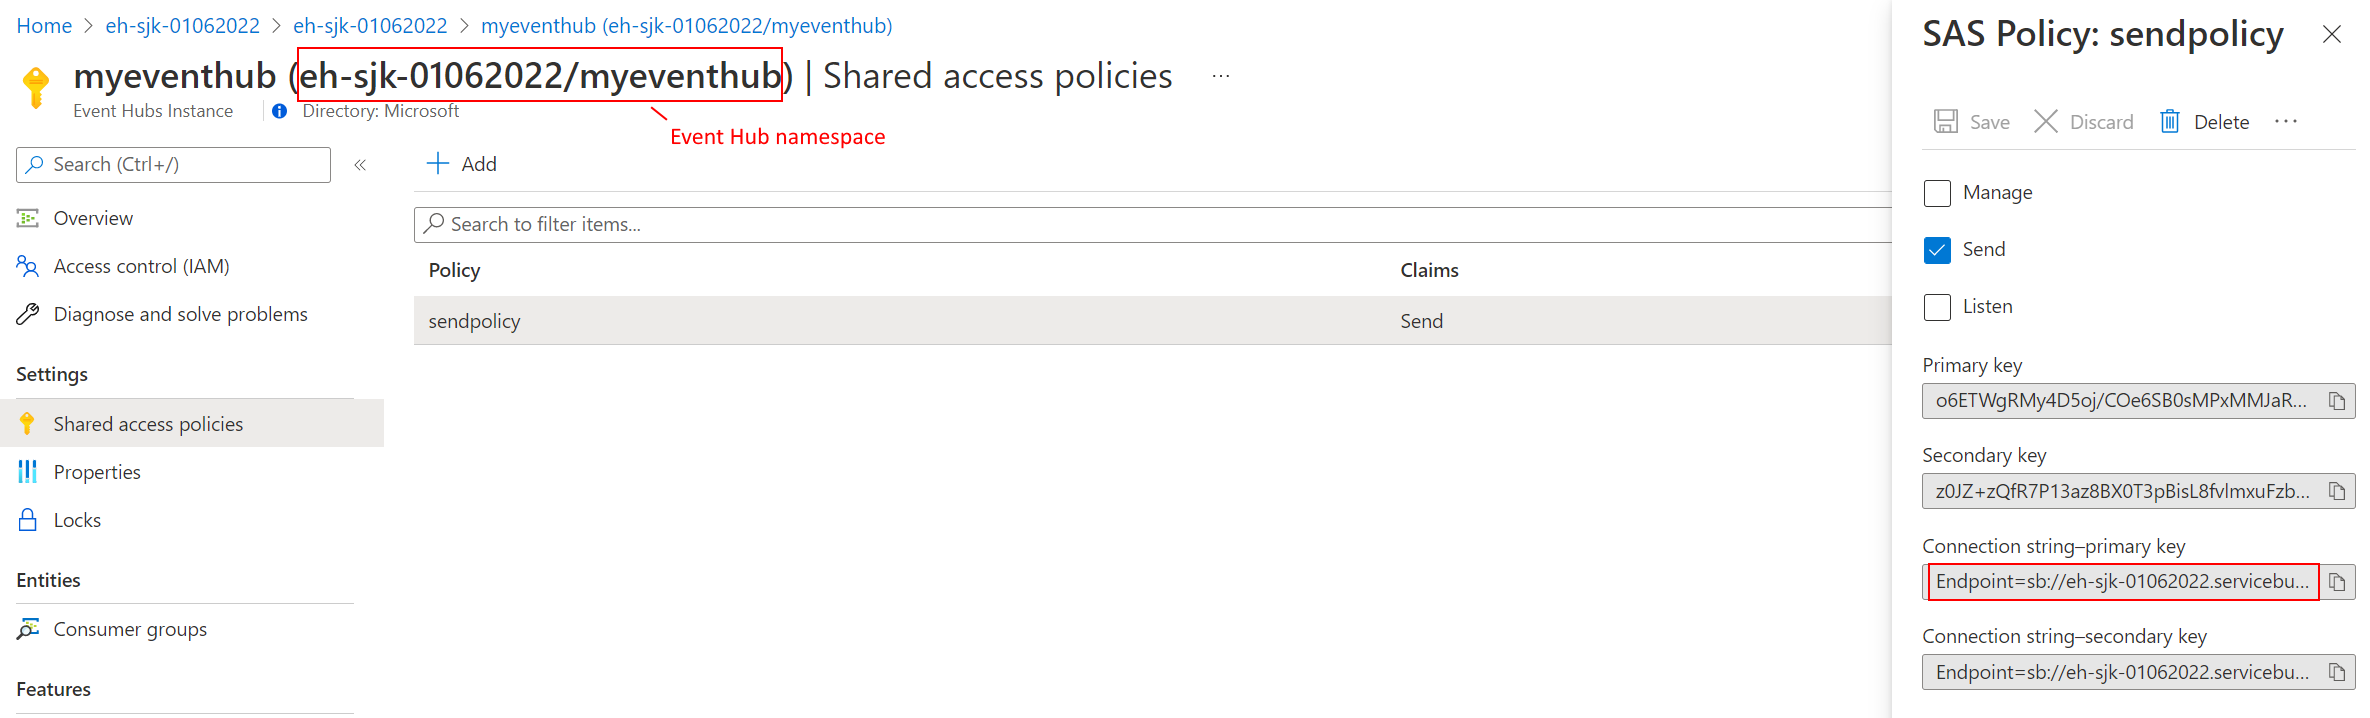 Home > eh-sjk-01062022 > eh-sjk-01062022 > myeventhub (eh-sjk-01062022/myeventhub)
myeventhub (eh-sjk-01062022/myeventhub) | Shared access policies ...
Event Hubs Instance
Directory: Microsoft
Event Hub namespace
Search (Ctrl+/)
«
Overview
Access control (IAM)
Diagnose and solve problems
Settings
Shared access policies
Properties
Locks
Entities
Consumer groups
Features
Add
Search to filter items...
Policy Claims
sendpolicy Send
SAS Policy: sendpolicy
Save Discard Delete ...
Manage
Send
Listen
Primary key
o6ETWgRMy4D5oj/COe6SB0sMPxMMJaR...
Secondary key
z0JZ+zQfR7P13az8BX0T3pBisL8fvlmxuFzb...
Connection string–primary key
Endpoint=sb://eh-sjk-01062022.servicebu...
Connection string–secondary key
Endpoint=sb://eh-sjk-01062022.servicebu...